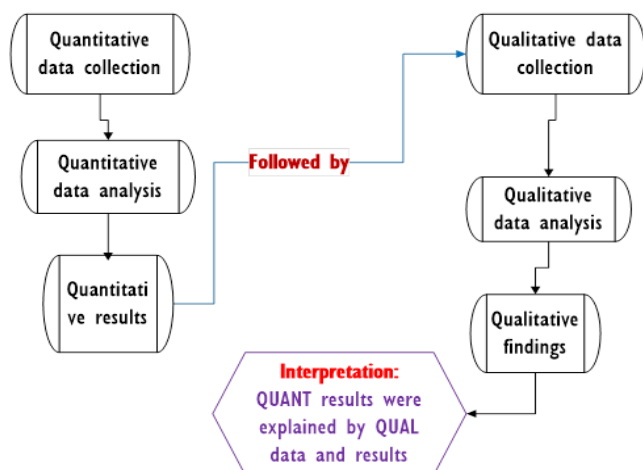 Quantitative
data collection
Quantitative
data analysis
Quantitati
ve results
Followed by
Qualitative data
collection
Qualitative
data analysis
Qualitative
findings
Interpretation:
QUANT results were
explained by QUAL
data and results